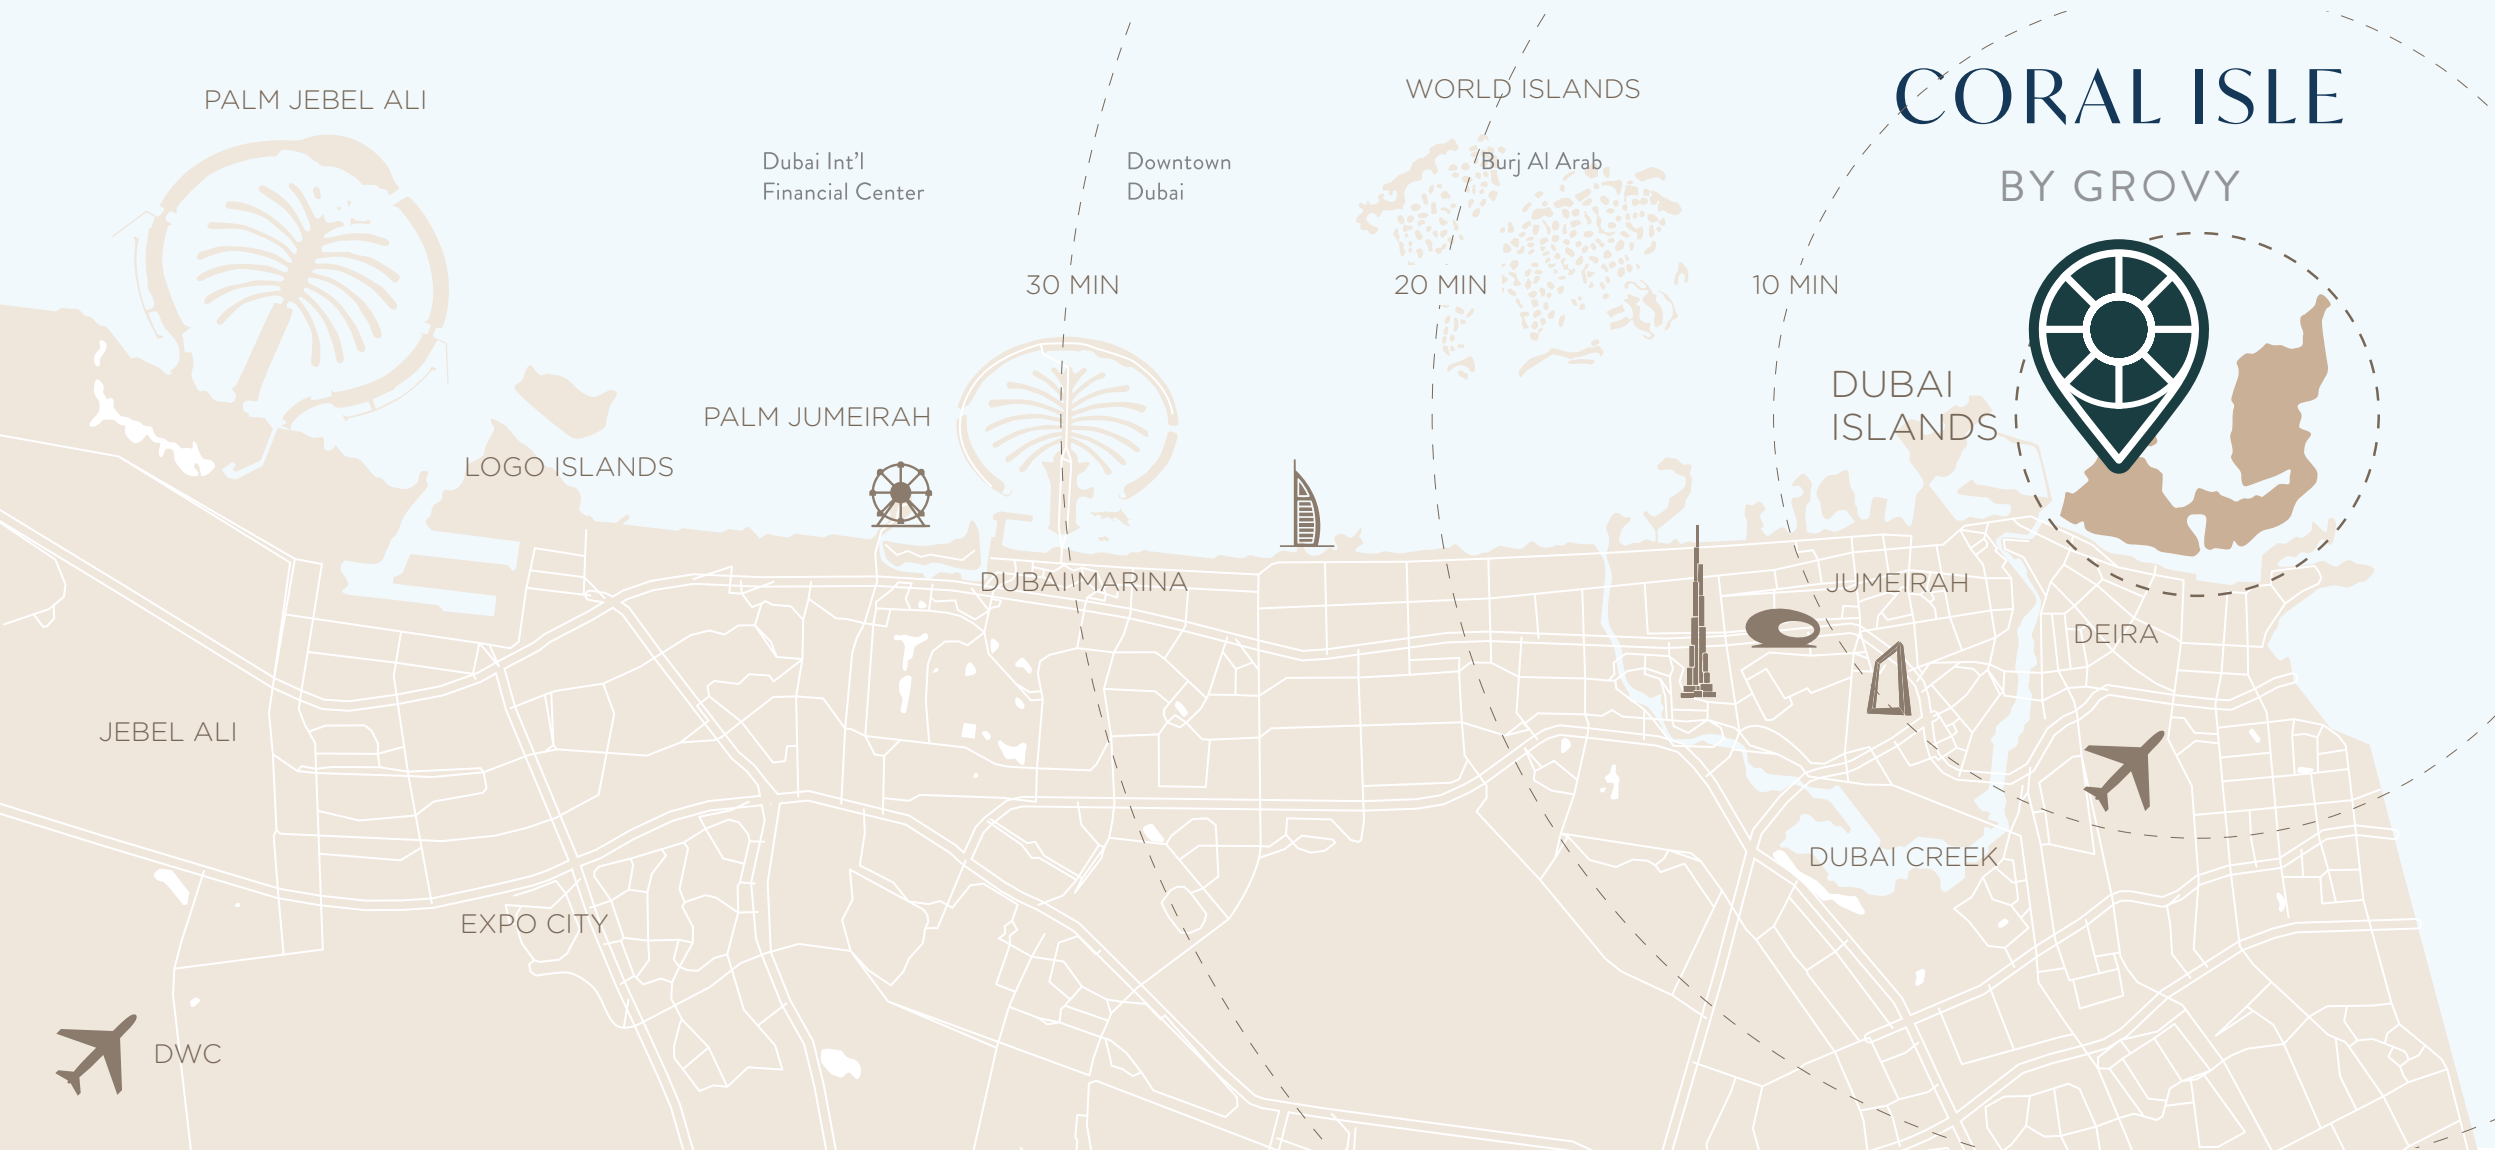 CORAL ISLE
BY GROVY
PALM JEBEL ALI
WORLD ISLANDS
Dubai Int'l
Financial Center
Downtown
Dubai
Burj Al Arab
30 MIN
20 MIN
10 MIN
DUBAI
ISLANDS
PALM JUMEIRAH
LOGO ISLANDS
DUBAI MARINA
JUMEIRAH
DEIRA
JEBEL ALI
DUBAI CREEK
EXPO CITY
DWC